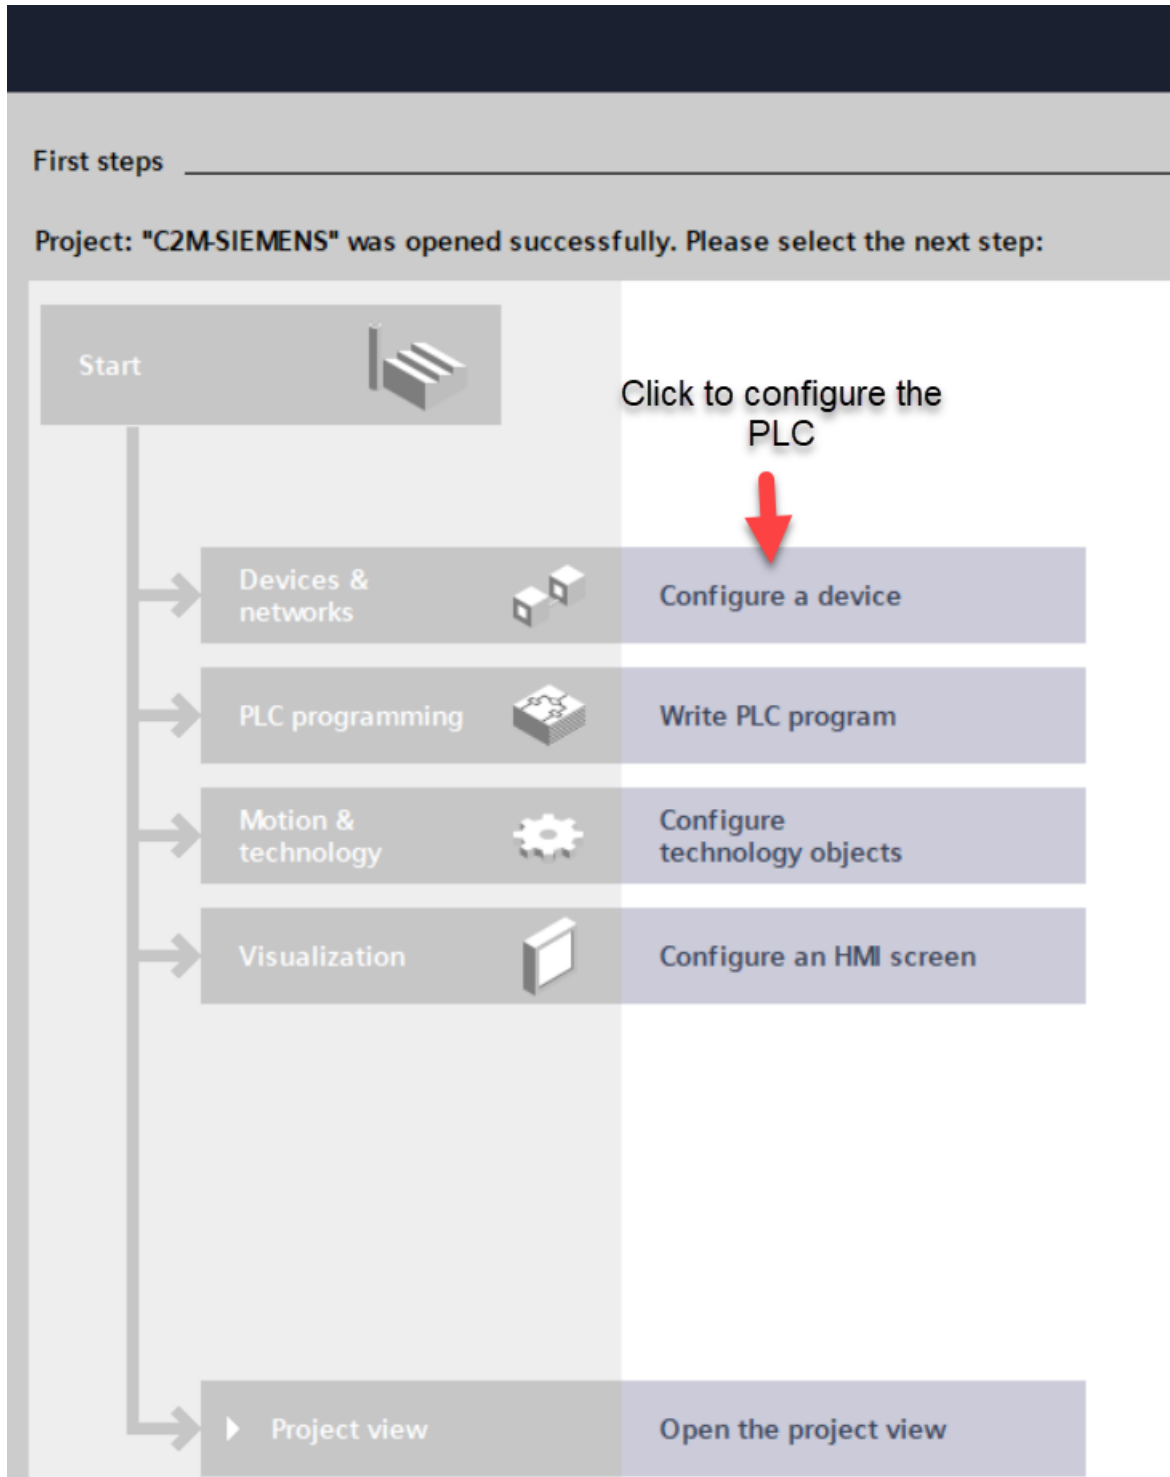 First steps
Project: "C2M-SIEMENS" was opened successfully. Please select the next step:
Start
Click to configure the
PLC
Devices &
networks
Configure a device
PLC programming
Write PLC program
Motion &
technology
Configure
technology objects
Visualization
Configure an HMI screen
Project view
Open the project view